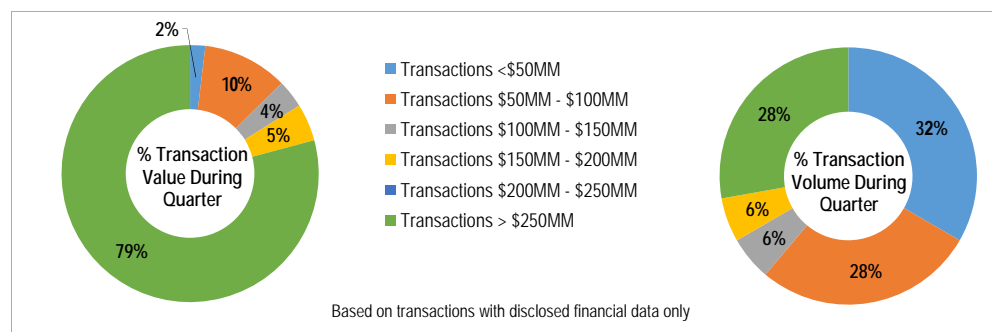 2%
10%
4%
5%
79%
% Transaction
Value During
Quarter
Transactions <$50MM
Transactions $50MM - $100MM
Transactions $100MM - $150MM
Transactions $150MM - $200MM
Transactions $200MM - $250MM
Transactions > $250MM
28%
32%
6%
6%
28%
% Transaction
Volume During
Quarter
Based on transactions with disclosed financial data only